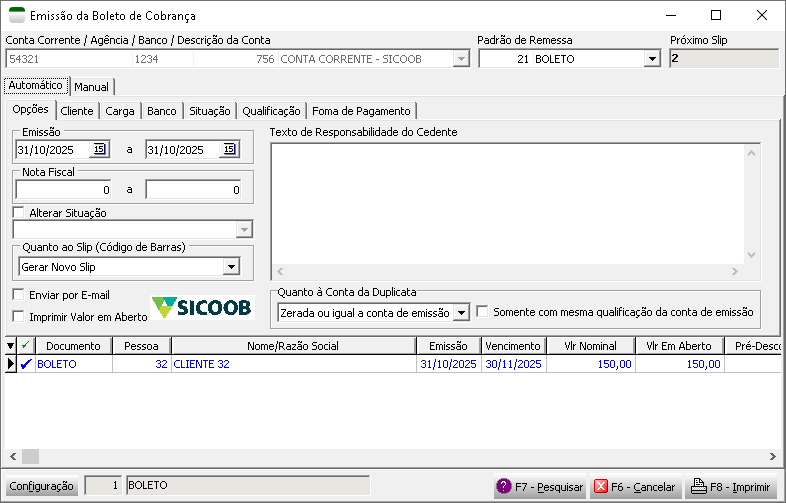 Emissão da Boleto de Cobrança
Conta Corrente / Agência / Banco / Descrição da Conta Padrão de Remessa Próximo Slip
54321 1234 756 CONTA CORRENTE - SICOOB 21 BOLETO 2
Automático Manual
Opções Cliente Carga Banco Situação Qualificação Foma de Pagamento
Emissão Texto de Responsabilidade do Cedente
31/10/2025 15 a 31/10/2025 15
Nota Fiscal
0 a 0
Alterar Situação
Quanto ao Slip (Código de Barras)
Gerar Novo Slip
Enviar por E-mail
Imprimir Valor em Aberto
SICOOB
Quanto à Conta da Duplicata
Zerada ou igual a conta de emissão Somente com mesma qualificação da conta de emissão
Documento Pessoa Nome/Razão Social Emissão Vencimento Vlr Nominal Vlr Em Aberto Pré-Desco
BOLETO 32 CLIENTE 32 31/10/2025 30/11/2025 150,00 150,00
Configuração 1 BOLETO ? F7 - Pesquisar F6 - Cancelar F8 - Imprimir